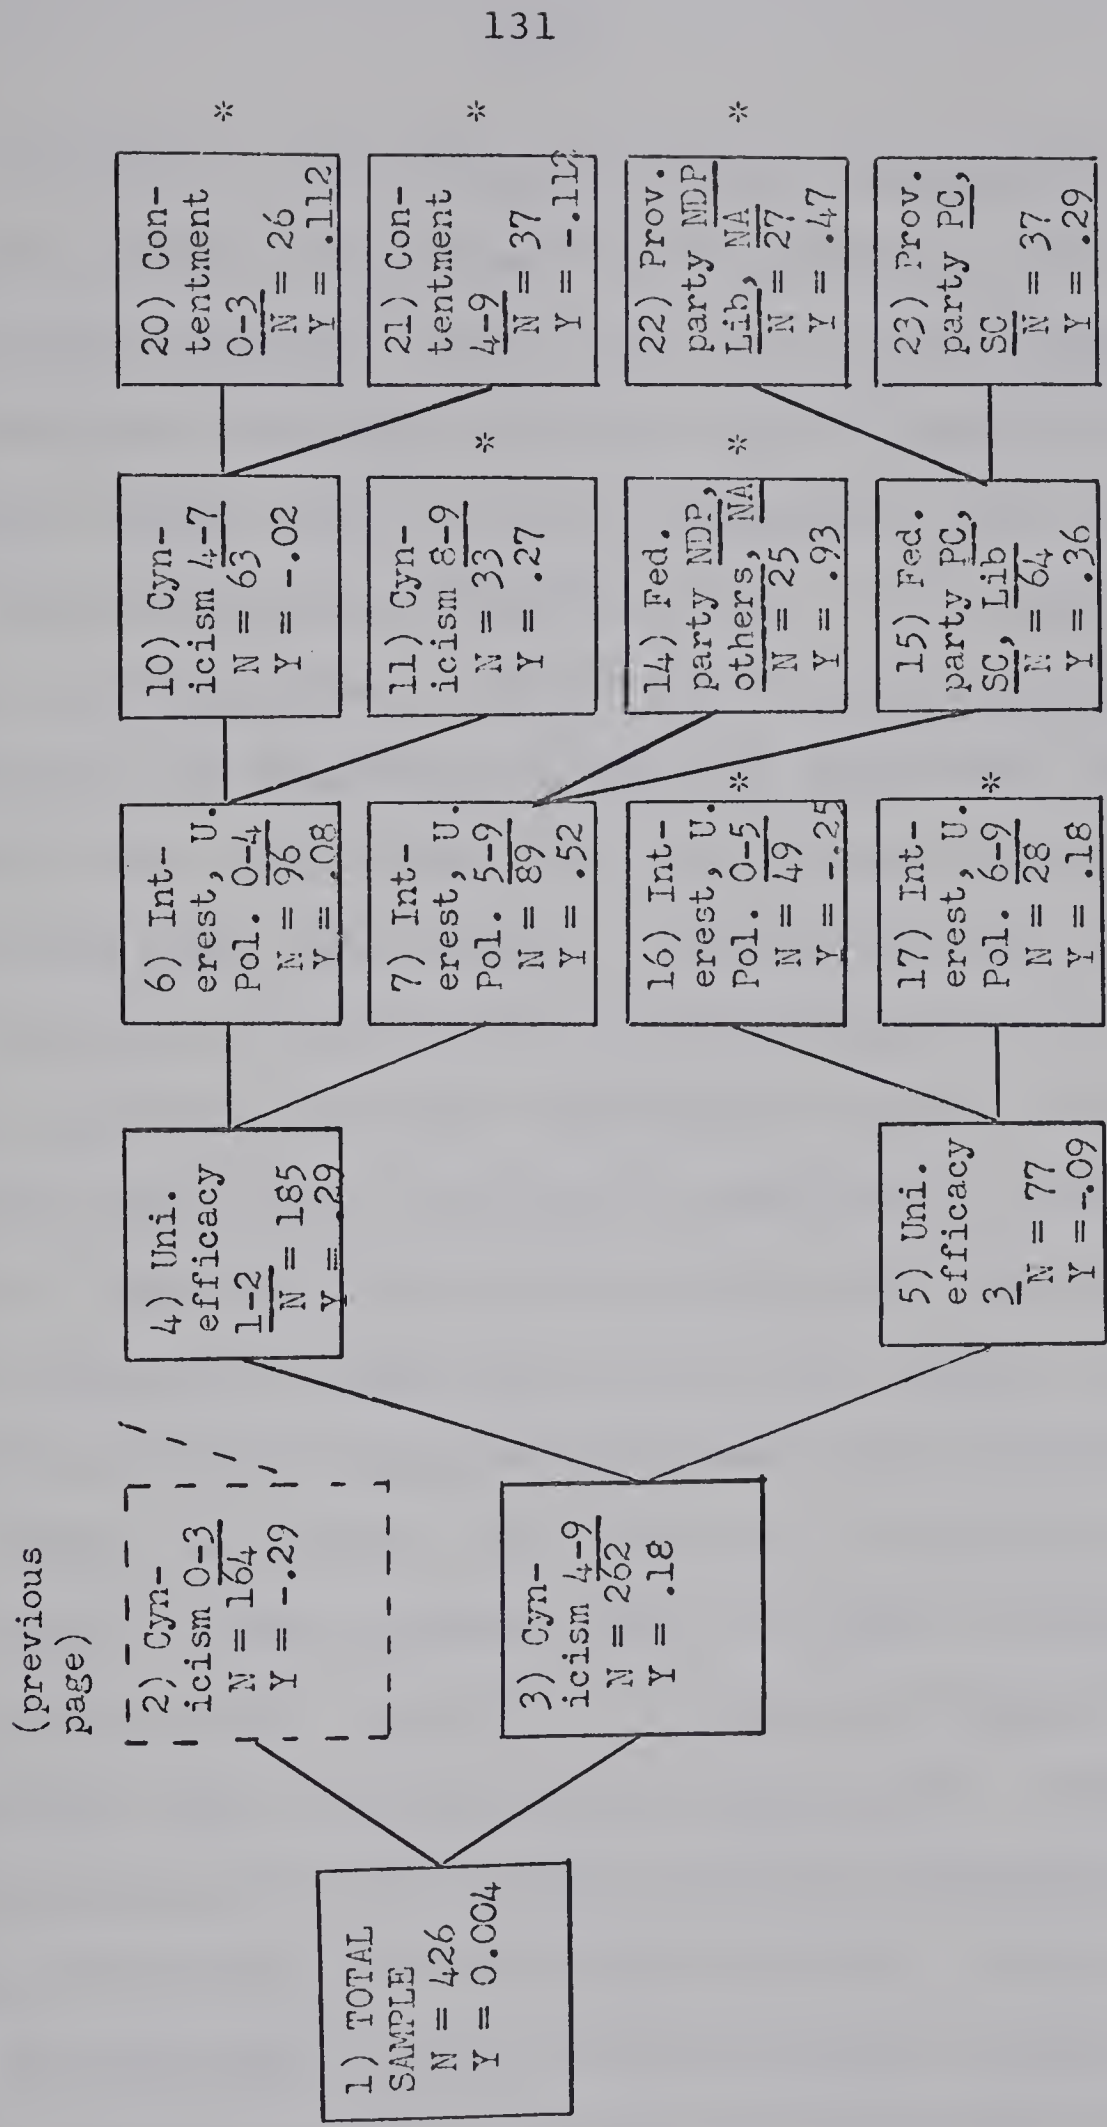 131
(previous
page)
1) TOTAL
SAMPLE
N = 426
Y = 0.004
2) Cyn-
icism 0-3
N = 164
Y = -.29
3) Cyn-
icism 4-9
N = 262
Y = .18
4) Uni.
efficacy
1-2
N = 185
Y = .29
5) Uni.
efficacy
3
N = 77
Y = -.09
6) Int-
erest, U.
Pol. 0-4
N = 96
Y = .08
7) Int-
erest, U.
Pol. 5-9
N = 89
Y = .52
16) Int-
erest, U.
Pol. 0-5
N = 49
Y = -.25
*
17) Int-
erest, U.
Pol. 6-9
N = 28
Y = .18
*
10) Cyn-
icism 4-7
N = 63
Y = -.02
11) Cyn-
icism 8-9
N = 33
Y = .27
*
14) Fed.
party NDP,
others, NA
N = 25
Y = .93
*
15) Fed.
party PC,
SC, Lib
N = 64
Y = .36
20) Con-
tentment
0-3
N = 26
Y = .112
*
21) Con-
tentment
4-9
N = 37
Y = -.112
*
22) Prov.
party NDP
Lib, NA
N = 27
Y = .47
*
23) Prov.
party PC,
SC
N = 37
Y = .29